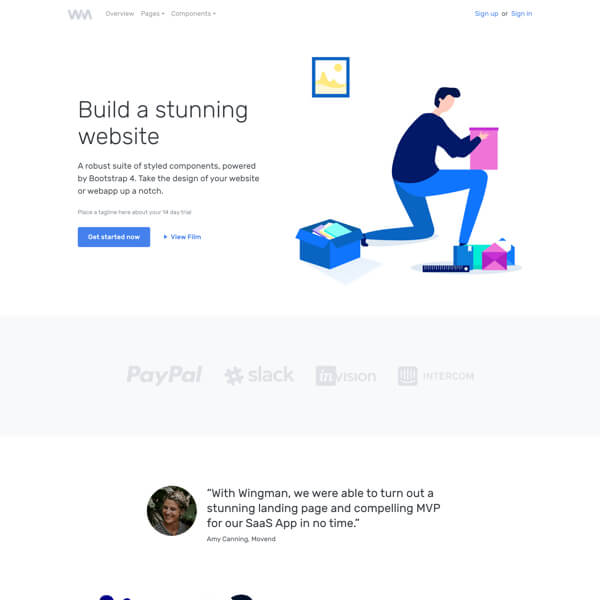 WM
Overview Pages Components
Sign up or Sign in
Build a stunning
website
A robust suite of styled components, powered
by Bootstrap 4. Take the design of your website
or webapp up a notch.
Place a tagline here about your 14 day trial
Get started now
View Film
PayPal slack invision INTERCOM
“With Wingman, we were able to turn out a
stunning landing page and compelling MVP
for our SaaS App in no time.”
Amy Canning, Movend